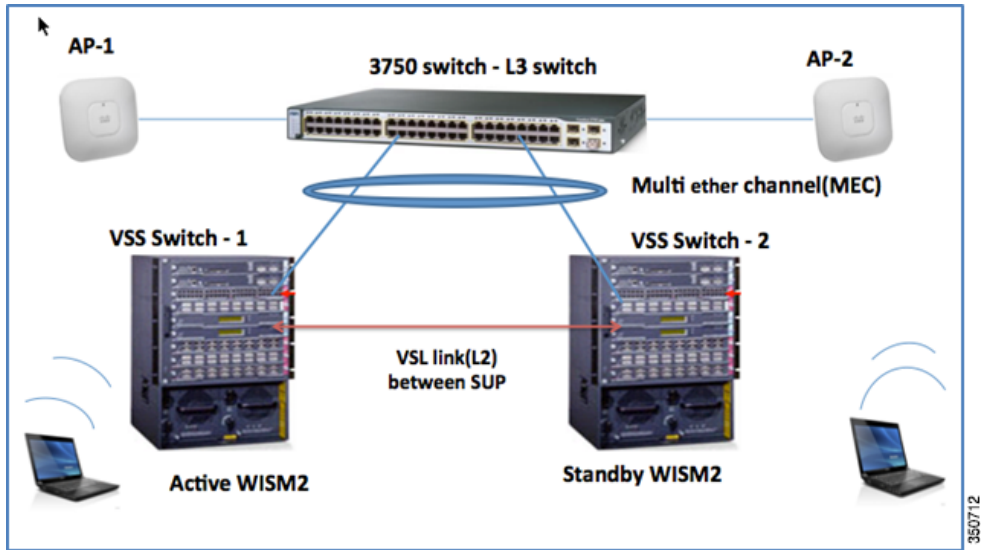 AP-1
3750 switch - L3 switch
AP-2
Multi ether channel(MEC)
VSS Switch - 1
VSS Switch - 2
VSL link(L2)
between SUP
Active WISM2
Standby WISM2
350712